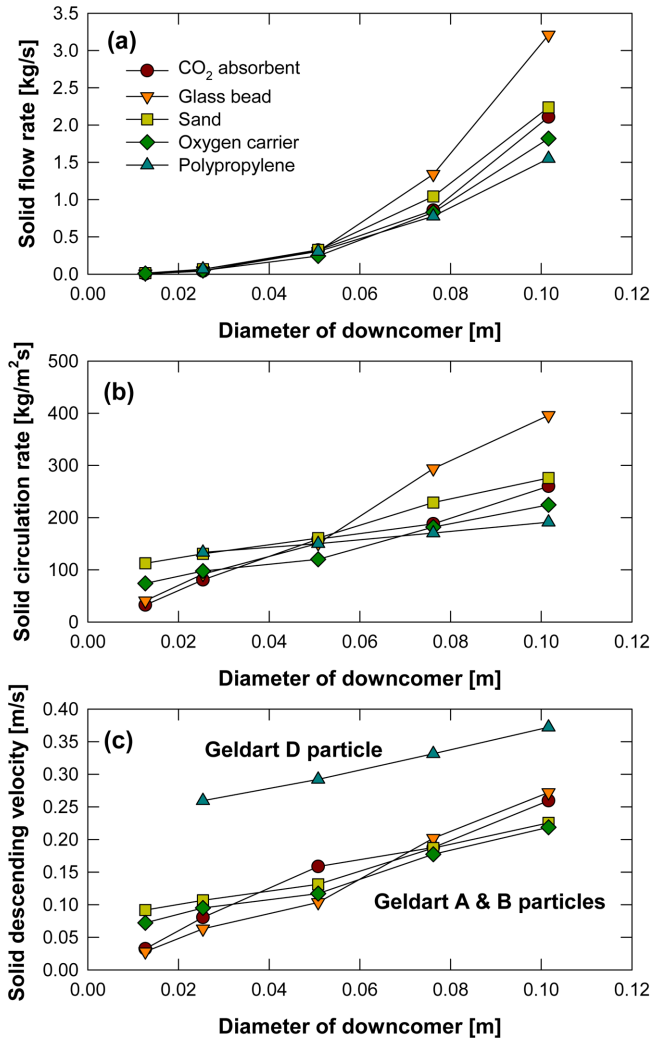 (a)
CO₂ absorbent
Glass bead
Sand
Oxygen carrier
Polypropylene
Solid flow rate [kg/s]
3.5
3.0
2.5
2.0
1.5
1.0
0.5
0.0
0.00 0.02 0.04 0.06 0.08 0.10 0.12
Diameter of downcomer [m]
(b)
Solid circulation rate [kg/m²s]
500
400
300
200
100
0
0.00 0.02 0.04 0.06 0.08 0.10 0.12
Diameter of downcomer [m]
(c)
Geldart D particle
Geldart A & B particles
Solid descending velocity [m/s]
0.40
0.35
0.30
0.25
0.20
0.15
0.10
0.05
0.00
0.00 0.02 0.04 0.06 0.08 0.10 0.12
Diameter of downcomer [m]